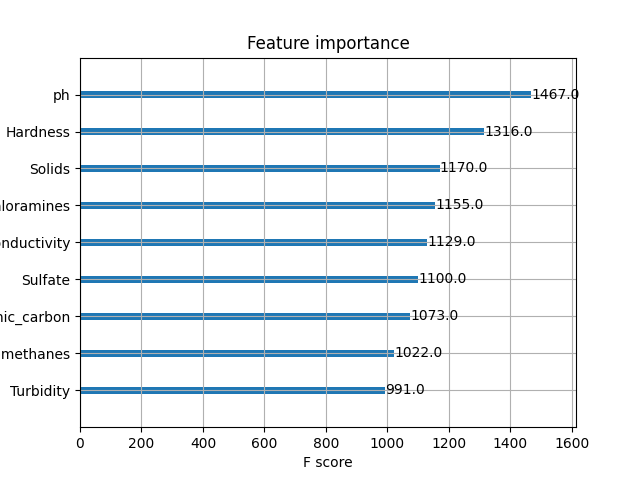 Feature importance
ph 1467.0
Hardness 1316.0
Solids 1170.0
loramines 1155.0
nductivity 1129.0
Sulfate 1100.0
nic_carbon 1073.0
methanes 1022.0
Turbidity 991.0
0 200 400 600 800 1000 1200 1400 1600
F score